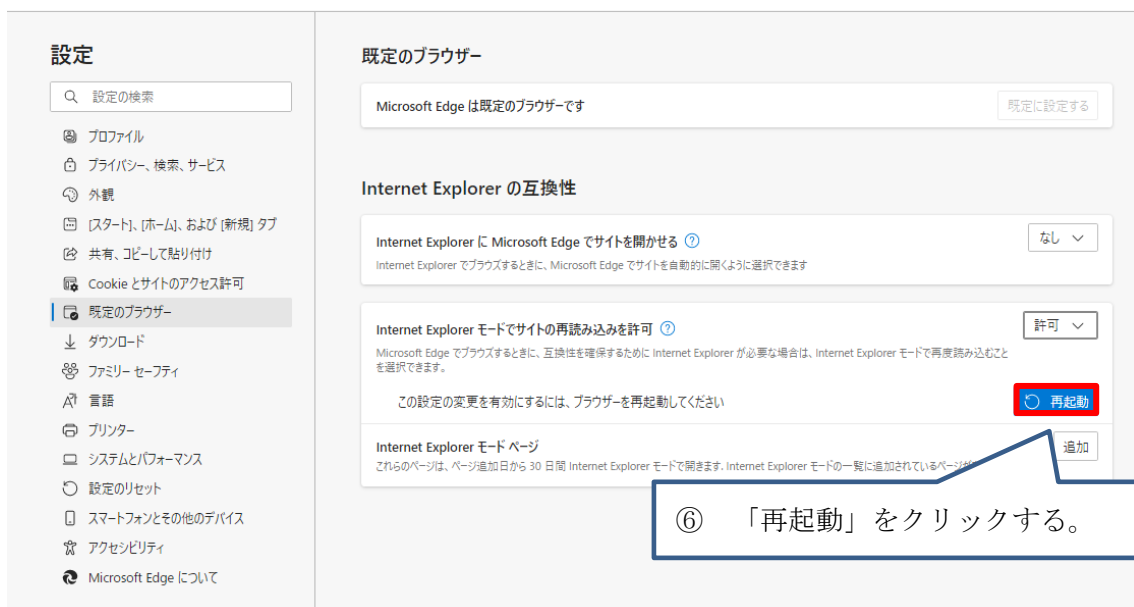 設定
設定の検索
プロファイル
プライバシー、検索、サービス
外観
[スタート]、[ホーム]、および [新規] タブ
共有、コピーして貼り付け
Cookie とサイトのアクセス許可
既定のブラウザー
ダウンロード
ファミリー セーフティ
言語
プリンター
システムとパフォーマンス
設定のリセット
スマートフォンとその他のデバイス
アクセシビリティ
Microsoft Edge について
既定のブラウザー
Microsoft Edge は既定のブラウザーです
既定に設定する
Internet Explorer の互換性
Internet Explorer に Microsoft Edge でサイトを開かせる
なし
Internet Explorer でブラウズするときに、Microsoft Edge でサイトを自動的に開くように選択できます
Internet Explorer モードでサイトの再読み込みを許可
許可
Microsoft Edge でブラウズするときに、互換性を確保するために Internet Explorer が必要な場合は、Internet Explorer モードで再度読み込むこと
を選択できます。
この設定の変更を有効にするには、ブラウザーを再起動してください
再起動
Internet Explorer モード ページ
追加
これらのページは、ページ追加日から 30 日間 Internet Explorer モードで開きます. Internet Explorer モードの一覧に追加されているページが
⑥ 「再起動」をクリックする。